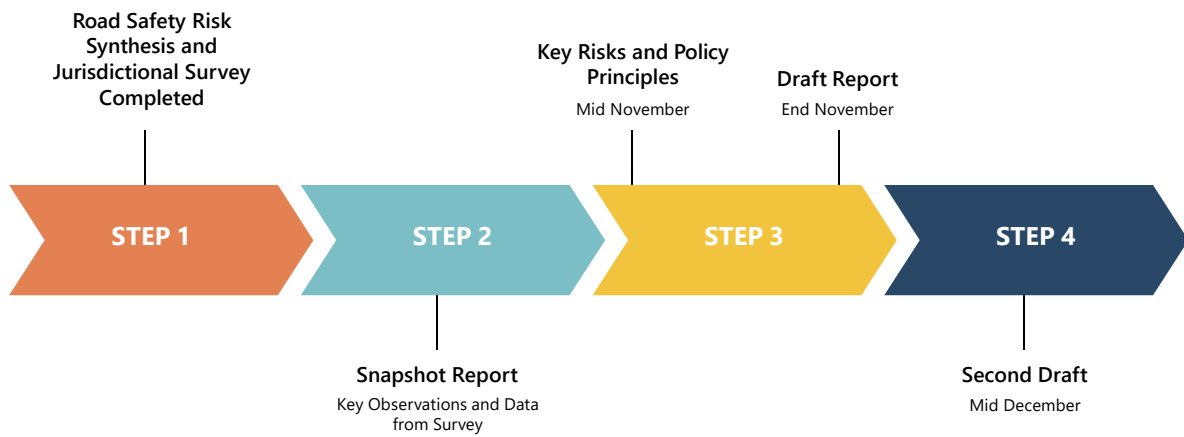 Road Safety Risk
Synthesis and
Jurisdictional Survey
Completed
Key Risks and Policy
Principles
Mid November
Draft Report
End November
STEP 1
STEP 2
STEP 3
STEP 4
Snapshot Report
Key Observations and Data
from Survey
Second Draft
Mid December